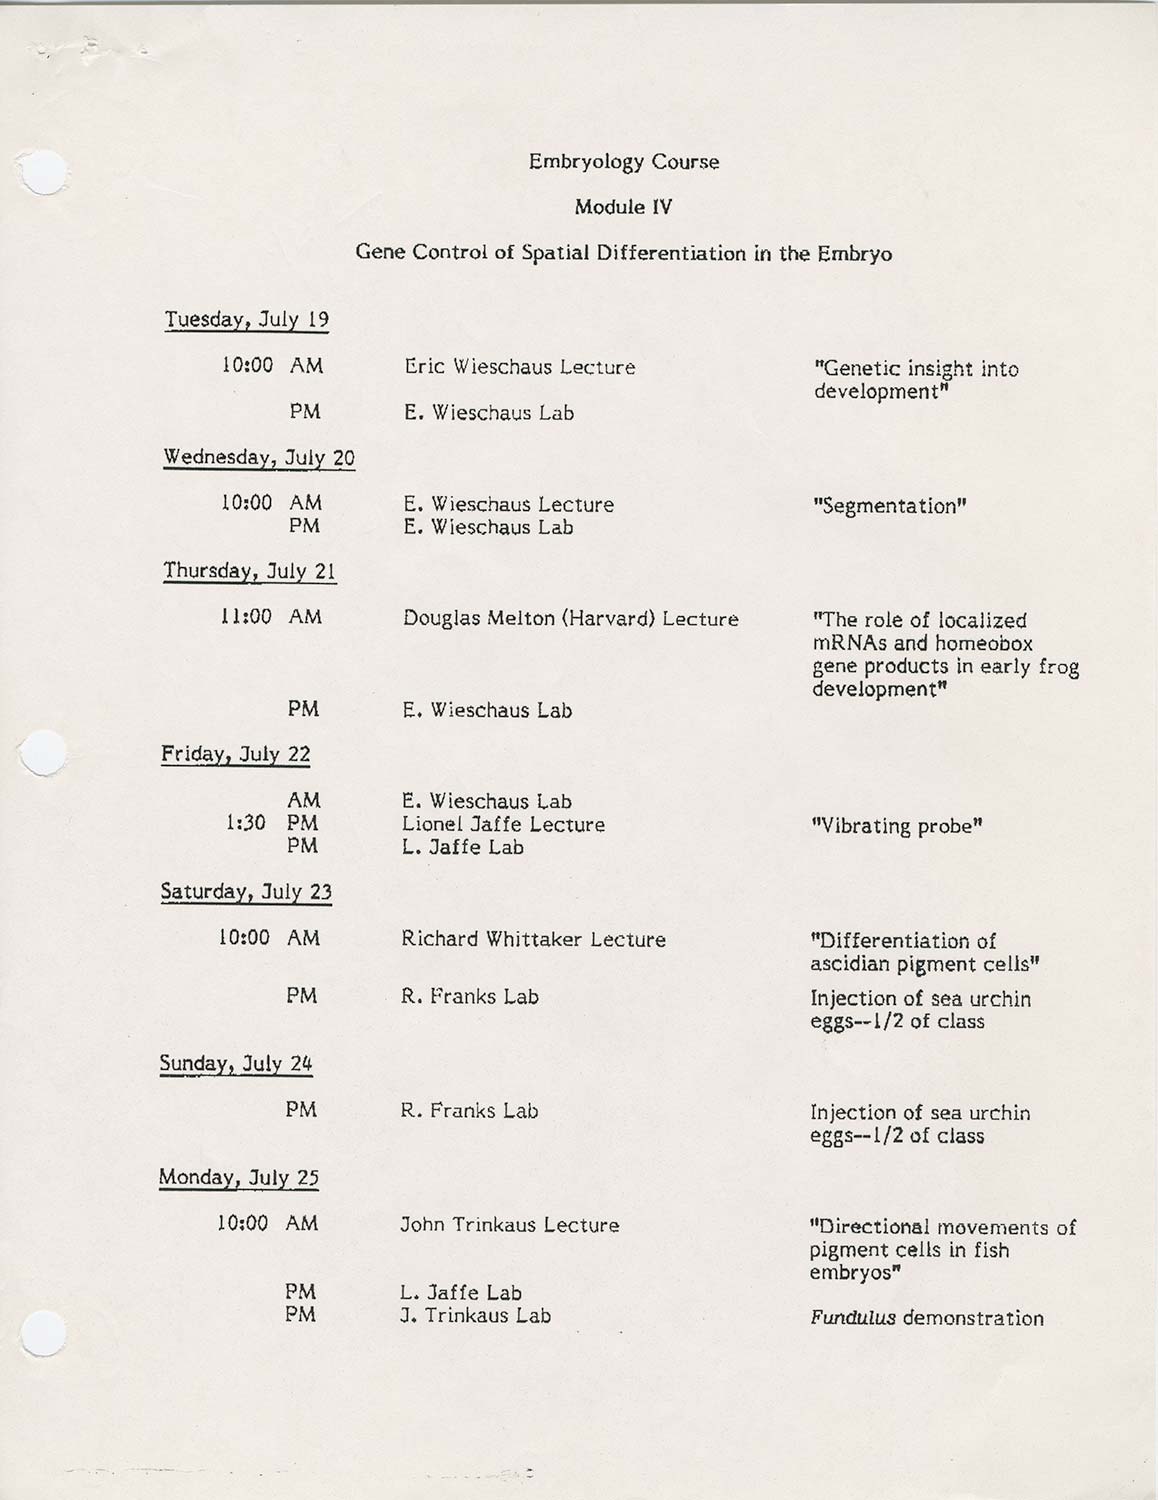 Embryology Course
Module IV
Gene Control of Spatial Differentiation in the Embryo
Tuesday, July 19
10:00 AM Eric Wieschaus Lecture "Genetic insight into
development"
PM E. Wieschaus Lab
Wednesday, July 20
10:00 AM E. Wieschaus Lecture "Segmentation"
PM E. Wieschaus Lab
Thursday, July 21
11:00 AM Douglas Melton (Harvard) Lecture "The role of localized
mRNAs and homeobox
gene products in early frog
development"
PM E. Wieschaus Lab
Friday, July 22
AM E. Wieschaus Lab
1:30 PM Lionel Jaffe Lecture "Vibrating probe"
PM L. Jaffe Lab
Saturday, July 23
10:00 AM Richard Whittaker Lecture "Differentiation of
ascidian pigment cells"
PM R. Franks Lab Injection of sea urchin
eggs--1/2 of class
Sunday, July 24
PM R. Franks Lab Injection of sea urchin
eggs--1/2 of class
Monday, July 25
10:00 AM John Trinkaus Lecture "Directional movements of
pigment cells in fish
embryos"
PM L. Jaffe Lab
PM J. Trinkaus Lab Fundulus demonstration